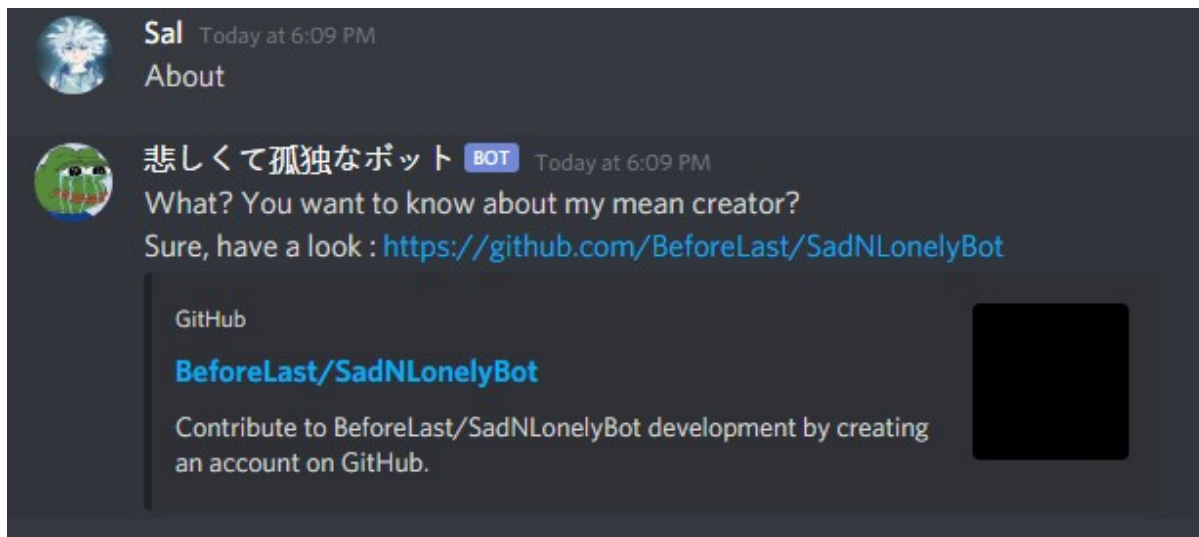 Sal Today at 6:09 PM
About
悲しくて孤独なボット BOT Today at 6:09 PM
What? You want to know about my mean creator?
Sure, have a look : https://github.com/BeforeLast/SadNLonelyBot
GitHub
BeforeLast/SadNLonelyBot
Contribute to BeforeLast/SadNLonelyBot development by creating
an account on GitHub.